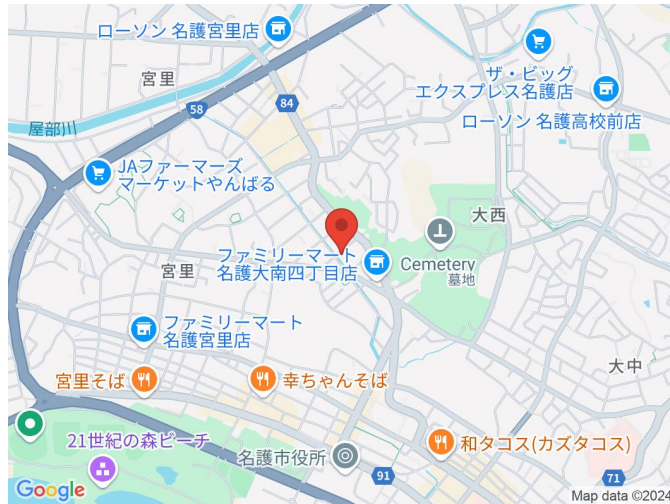 ローソン 名護宮里店
宮里
84
58
屋部川
ザ・ビッグ
エクスプレス名護店
ローソン 名護高校前店
JAファーマーズ
マーケットやんばる
大西
ファミリーマート
名護大南四丁目店
Cemetery
墓地
宮里
ファミリーマート
名護宮里店
大中
宮里そば
幸ちゃんそば
21世紀の森ビーチ
名護市役所
和タコス(カズタコス)
91
71
Google
Map data ©2024